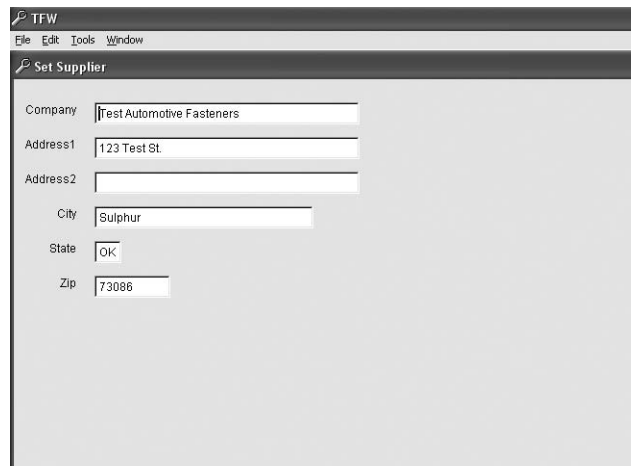 TFW
File Edit Tools Window
Set Supplier
Company Test Automotive Fasteners
Address1 123 Test St.
Address2
City Sulphur
State OK
Zip 73086